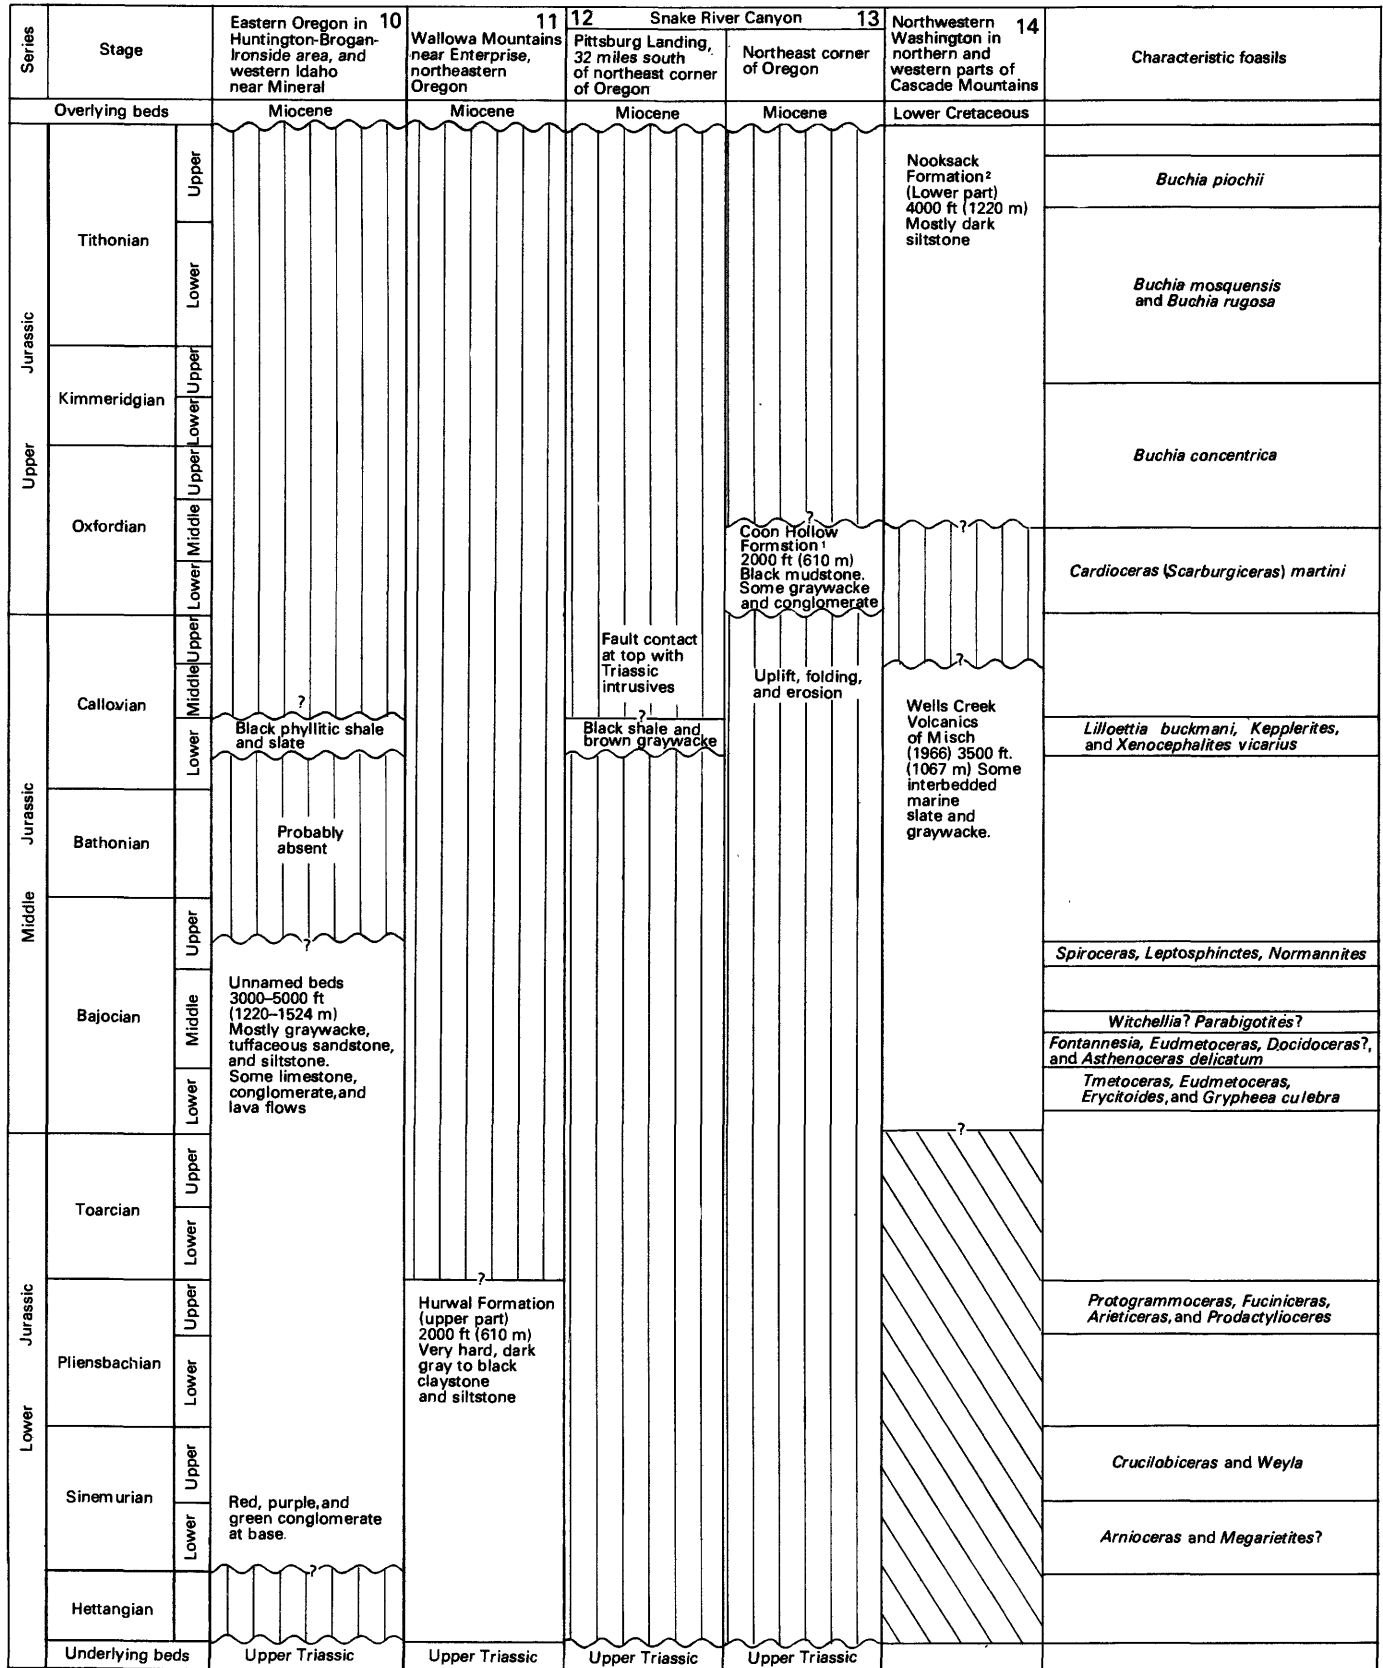 Series
Stage
Eastern Oregon in 10
Huntington-Brogan-
Ironside area, and
western Idaho
near Mineral
11
Wallowa Mountains
near Enterprise,
northeastern
Oregon
12 Snake River Canyon 13
Pittsburg Landing,
32 miles south
of northeast corner
of Oregon
Northeast corner
of Oregon
Northwestern 14
Washington in
northern and
western parts of
Cascade Mountains
Characteristic foasils
Overlying beds
Miocene
Miocene
Miocene
Miocene
Lower Cretaceous
Upper Jurassic
Tithonian
Upper
Lower
Kimmeridgian
Upper
Lower
Oxfordian
Upper
Middle
Lower
Middle Jurassic
Callovian
Upper
Middle
Lower
Bathonian
Bajocian
Upper
Middle
Lower
Lower Jurassic
Toarcian
Upper
Lower
Pliensbachian
Upper
Lower
Sinemurian
Upper
Lower
Hettangian
Underlying beds
?
Black phyllitic shale
and slate
Probably
absent
?
Unnamed beds
3000–5000 ft
(1220–1524 m)
Mostly graywacke,
tuffaceous sandstone,
and siltstone.
Some limestone,
conglomerate,and
lava flows
Red, purple,and
green conglomerate
at base.
?
Upper Triassic
?
Hurwal Formation
(upper part)
2000 ft (610 m)
Very hard, dark
gray to black
claystone
and siltstone
Upper Triassic
Fault contact
at top with
Triassic
intrusives
?
Black shale and
brown graywacke
Upper Triassic
?
Coon Hollow
Formstion¹
2000 ft (610 m)
Black mudstone.
Some graywacke
and conglomerate
Uplift, folding,
and erosion
Upper Triassic
Nooksack
Formation²
(Lower part)
4000 ft (1220 m)
Mostly dark
siltstone
?
?
Wells Creek
Volcanics
of Misch
(1966) 3500 ft.
(1067 m) Some
interbedded
marine
slate and
graywacke.
?
Buchia piochii
Buchia mosquensis
and Buchia rugosa
Buchia concentrica
Cardioceras (Scarburgiceras) martini
Lilloettia buckmani, Kepplerites,
and Xenocephalites vicarius
Spiroceras, Leptosphinctes, Normannites
Witchellia? Parabigotites?
Fontannesia, Eudmetoceras, Docidoceras?,
and Asthenoceras delicatum
Tmetoceras, Eudmetoceras,
Erycitoides,and Grypheea culebra
Protogrammoceras, Fuciniceras,
Arieticeras,and Prodactylioceres
Crucilobiceras and Weyla
Arnioceras and Megarietites?